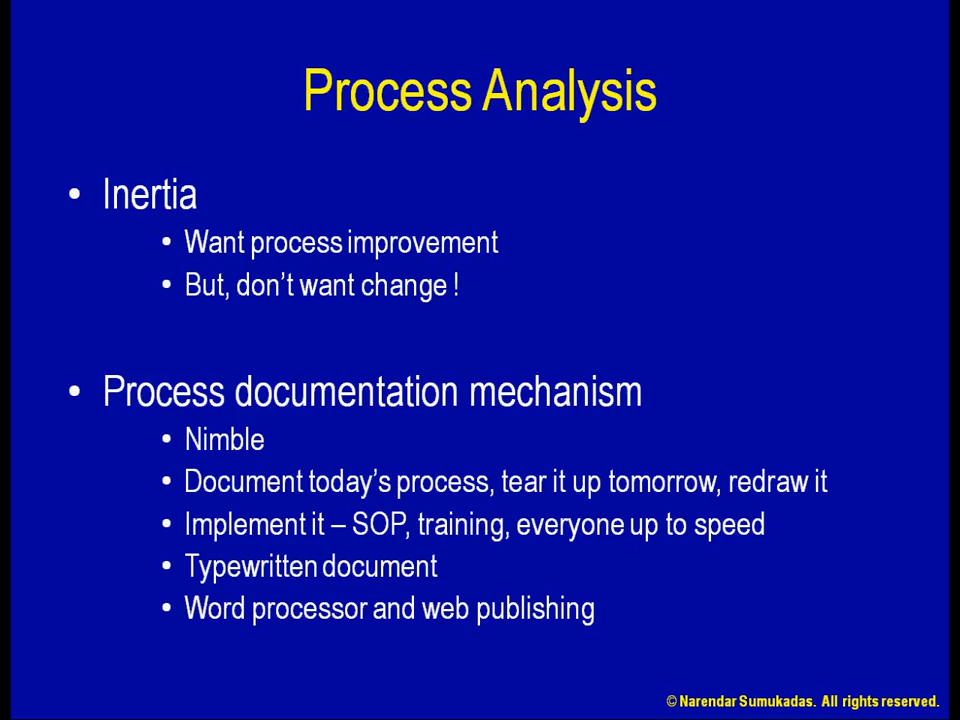 Process Analysis
• Inertia
• Want process improvement
• But, don’t want change !
• Process documentation mechanism
• Nimble
• Document today’s process, tear it up tomorrow, redraw it
• Implement it – SOP, training, everyone up to speed
• Typewritten document
• Word processor and web publishing
© Narendar Sumukadas. All rights reserved.